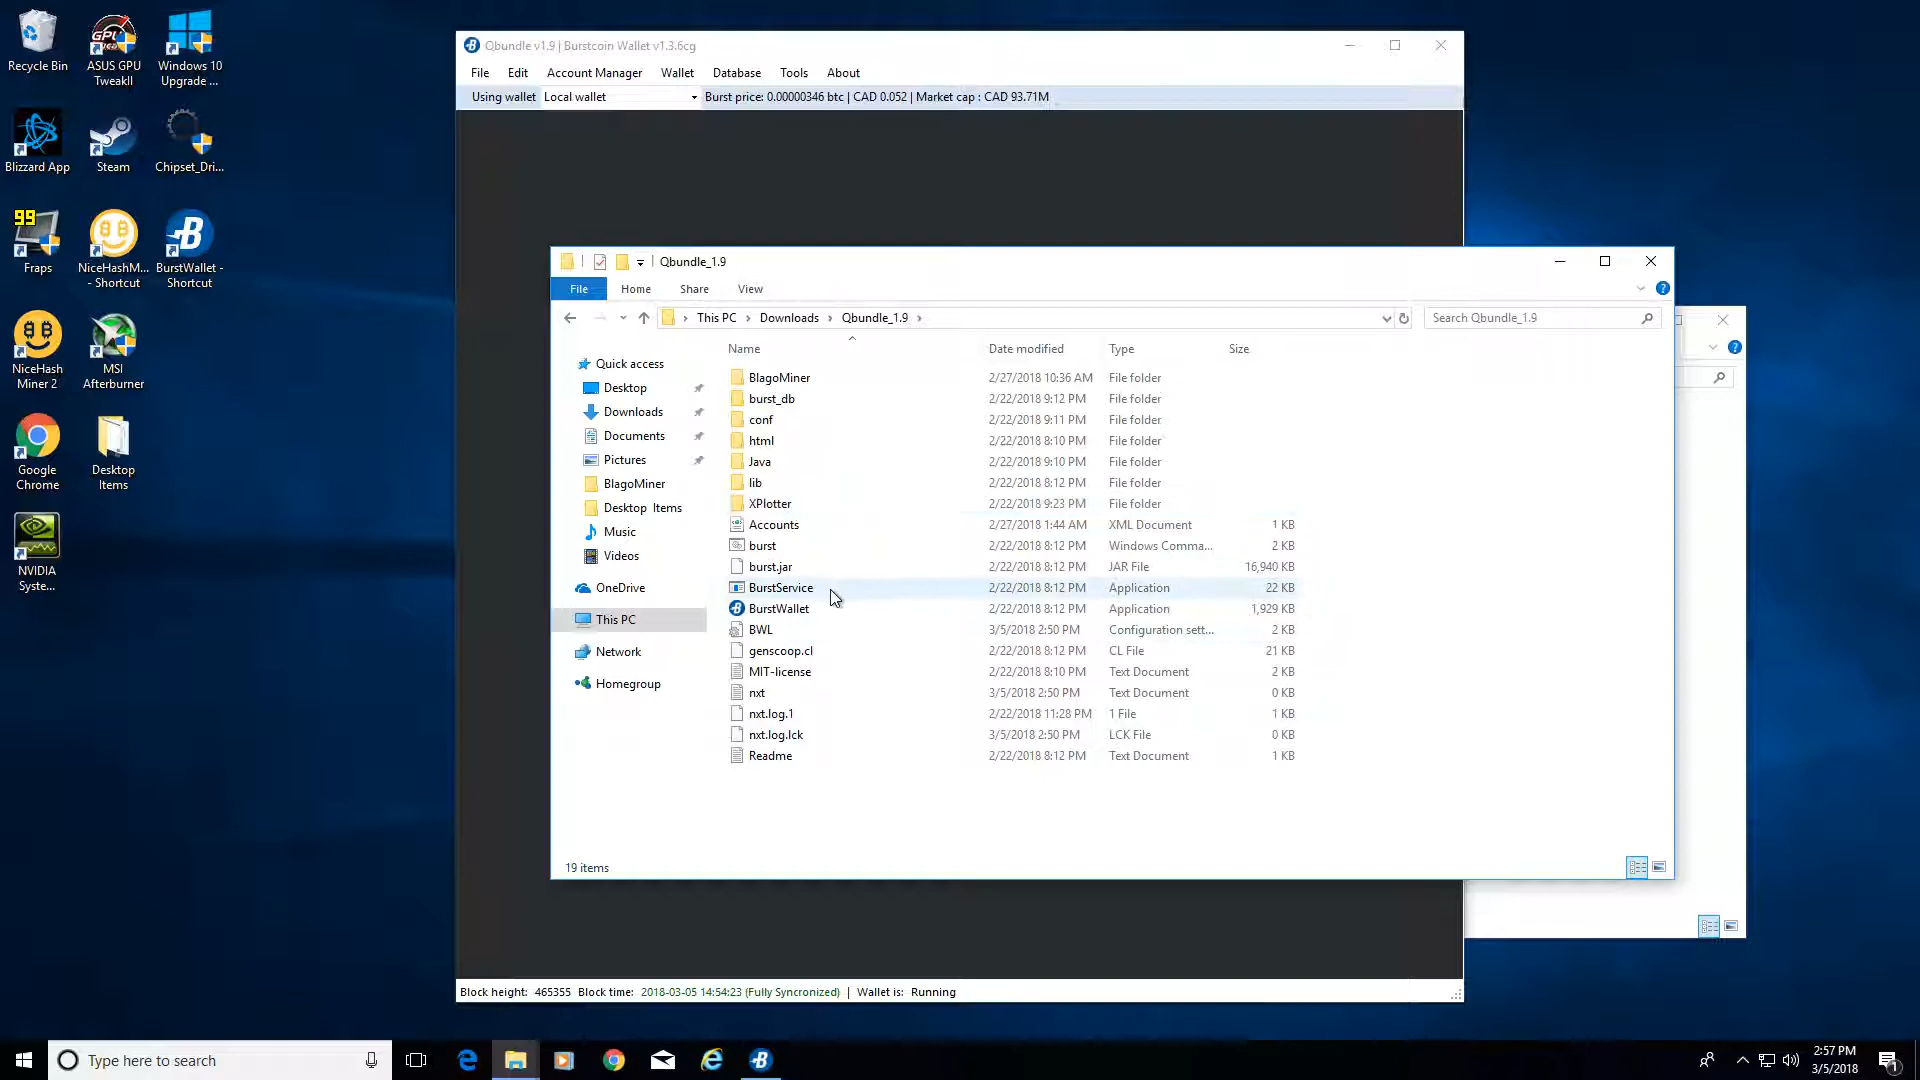 Recycle Bin
ASUS GPU
TweakII
Windows 10
Upgrade ...
Blizzard App
Steam
Chipset_Dri...
99
Fraps
NiceHashM...
- Shortcut
BurstWallet -
Shortcut
NiceHash
Miner 2
MSI
Afterburner
Google
Chrome
Desktop
Items
NVIDIA
Syste...
Qbundle v1.9 | Burstcoin Wallet v1.3.6cg
File Edit Account Manager Wallet Database Tools About
Using wallet Local wallet Burst price: 0.00000346 btc | CAD 0.052 | Market cap : CAD 93.71M
Qbundle_1.9
File Home Share View
This PC > Downloads > Qbundle_1.9 >
Search Qbundle_1.9
Quick access
Desktop
Downloads
Documents
Pictures
BlagoMiner
Desktop Items
Music
Videos
OneDrive
This PC
Network
Homegroup
Name Date modified Type Size
BlagoMiner 2/27/2018 10:36 AM File folder
burst_db 2/22/2018 9:12 PM File folder
conf 2/22/2018 9:11 PM File folder
html 2/22/2018 8:10 PM File folder
Java 2/22/2018 9:10 PM File folder
lib 2/22/2018 8:12 PM File folder
XPlotter 2/22/2018 9:23 PM File folder
Accounts 2/27/2018 1:44 AM XML Document 1 KB
burst 2/22/2018 8:12 PM Windows Comma... 2 KB
burst.jar 2/22/2018 8:12 PM JAR File 16,940 KB
BurstService 2/22/2018 8:12 PM Application 22 KB
BurstWallet 2/22/2018 8:12 PM Application 1,929 KB
BWL 3/5/2018 2:50 PM Configuration sett... 2 KB
genscoop.cl 2/22/2018 8:12 PM CL File 21 KB
MIT-license 2/22/2018 8:10 PM Text Document 2 KB
nxt 3/5/2018 2:50 PM Text Document 0 KB
nxt.log.1 2/22/2018 11:28 PM 1 File 1 KB
nxt.log.lck 3/5/2018 2:50 PM LCK File 0 KB
Readme 2/22/2018 8:12 PM Text Document 1 KB
19 items
Block height: 465355 Block time: 2018-03-05 14:54:23 (Fully Syncronized) | Wallet is: Running
Type here to search
2:57 PM
3/5/2018
1